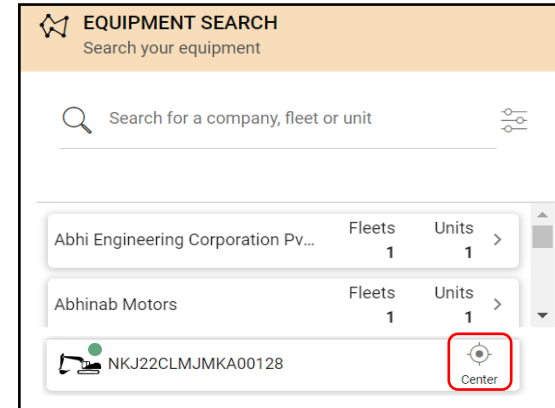 EQUIPMENT SEARCH
Search your equipment
Search for a company, fleet or unit
Abhi Engineering Corporation Pv... Fleets 1 Units 1
Abhinab Motors Fleets 1 Units 1
NKJ22CLMJMKA00128 Center